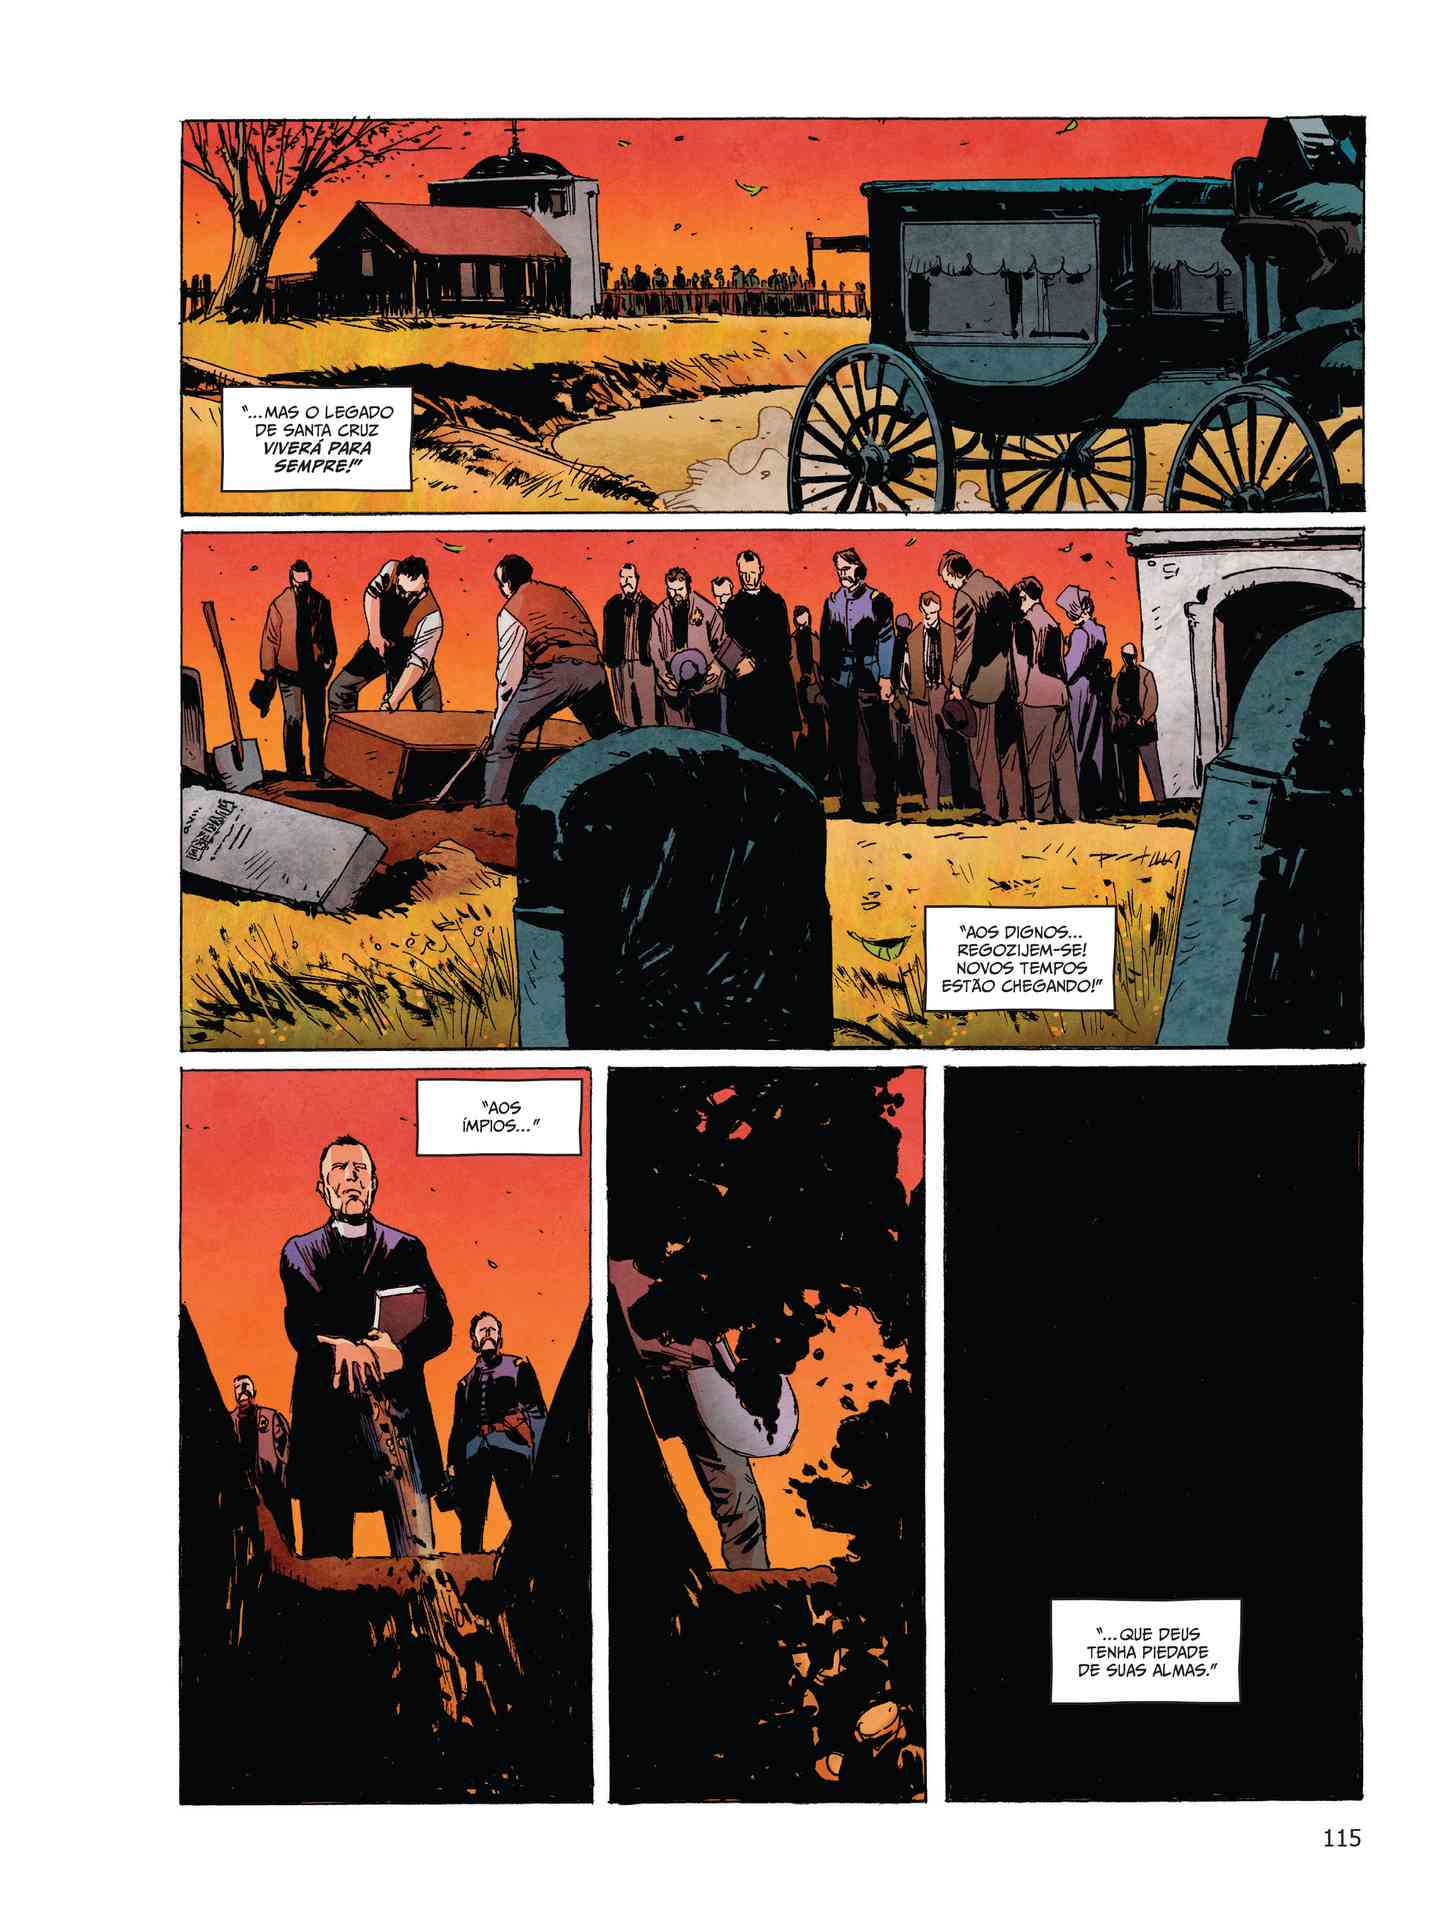 "...MAS O LEGADO
DE SANTA CRUZ
VIVERÁ PARA
SEMPRE!"
"AOS DIGNOS...
REGOZIJEM-SE!
NOVOS TEMPOS
ESTÃO CHEGANDO!"
"AOS
ÍMPIOS..."
"...QUE DEUS
TENHA PIEDADE
DE SUAS ALMAS."
115